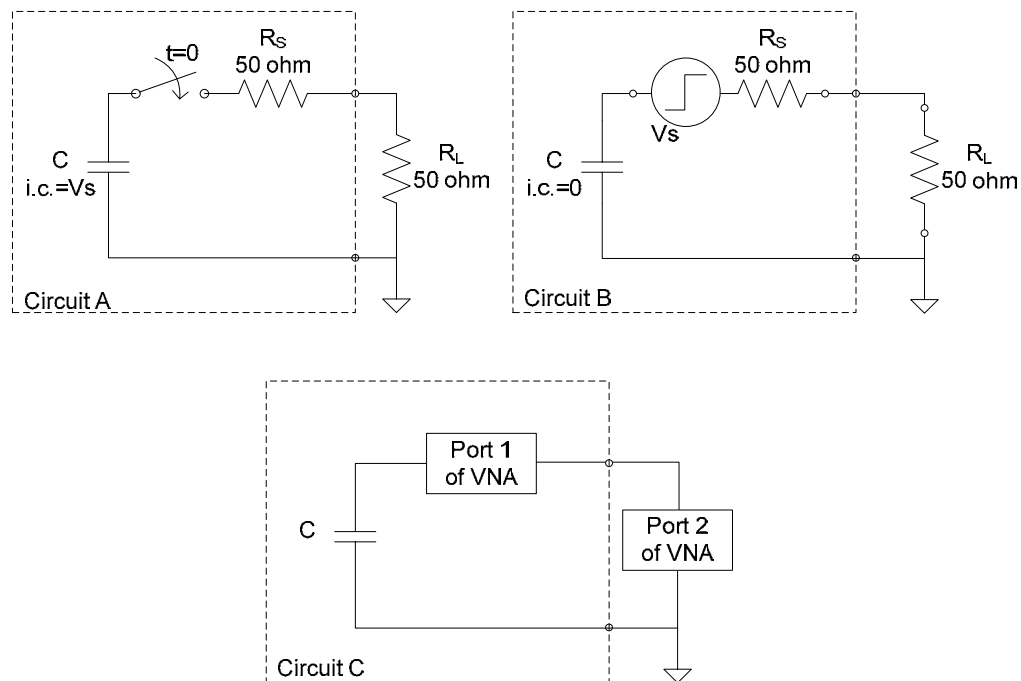 t=0
R_S
50 ohm
C
i.c.=Vs
R_L
50 ohm
Circuit A
R_S
50 ohm
Vs
C
i.c.=0
R_L
50 ohm
Circuit B
Port 1
of VNA
C
Port 2
of VNA
Circuit C